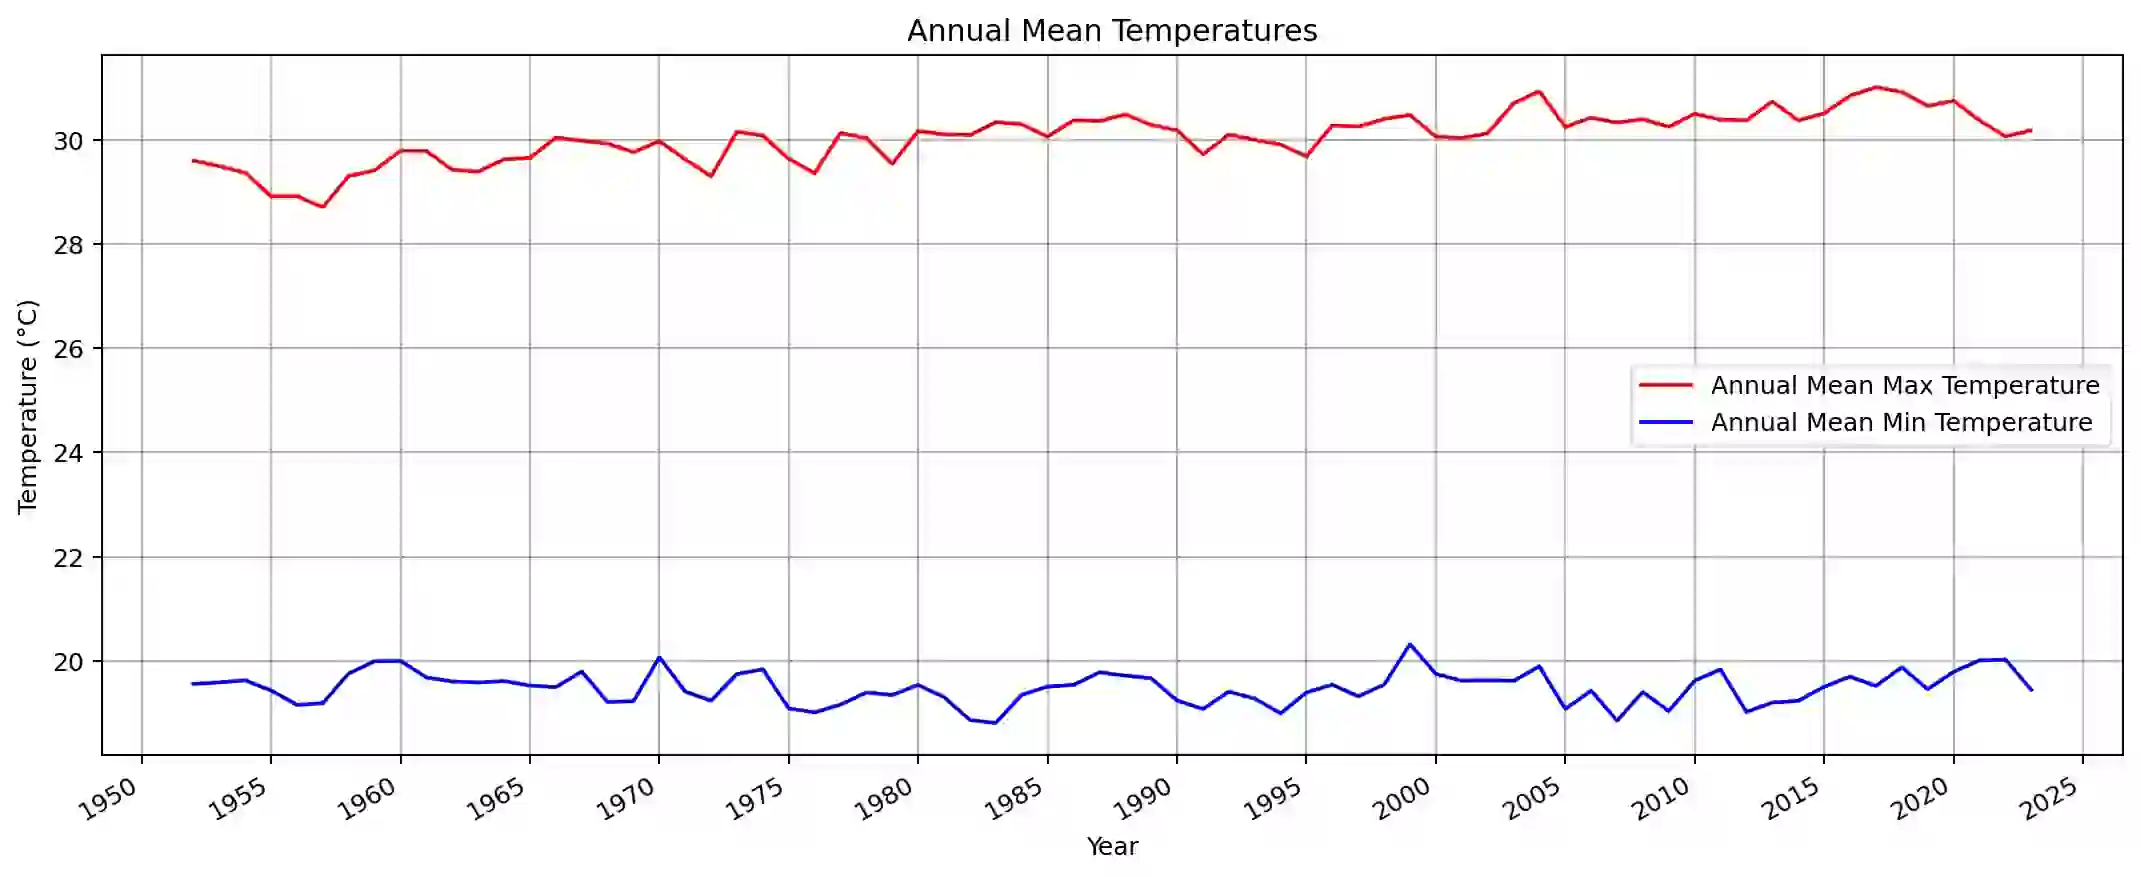 Annual Mean Temperatures
30
28
26
24
22
20
Temperature (°C)
Annual Mean Max Temperature
Annual Mean Min Temperature
1950 1955 1960 1965 1970 1975 1980 1985 1990 1995 2000 2005 2010 2015 2020 2025
Year